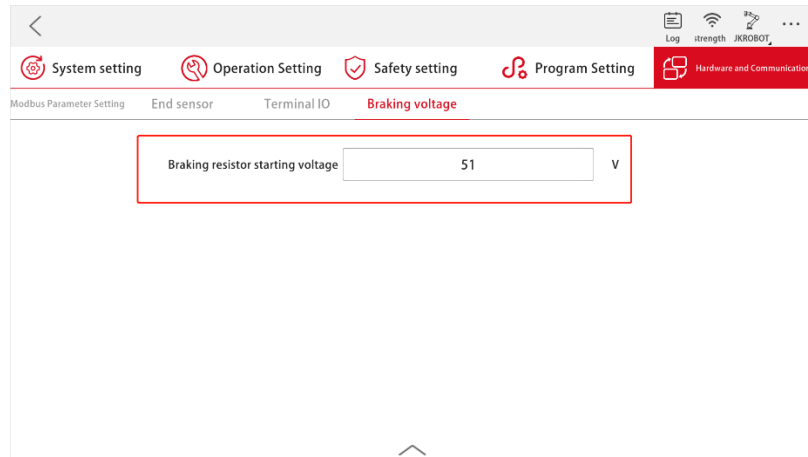 Log strength JKROBOT
System setting Operation Setting Safety setting Program Setting Hardware and Communication
Modbus Parameter Setting End sensor Terminal IO Braking voltage
Braking resistor starting voltage 51 V